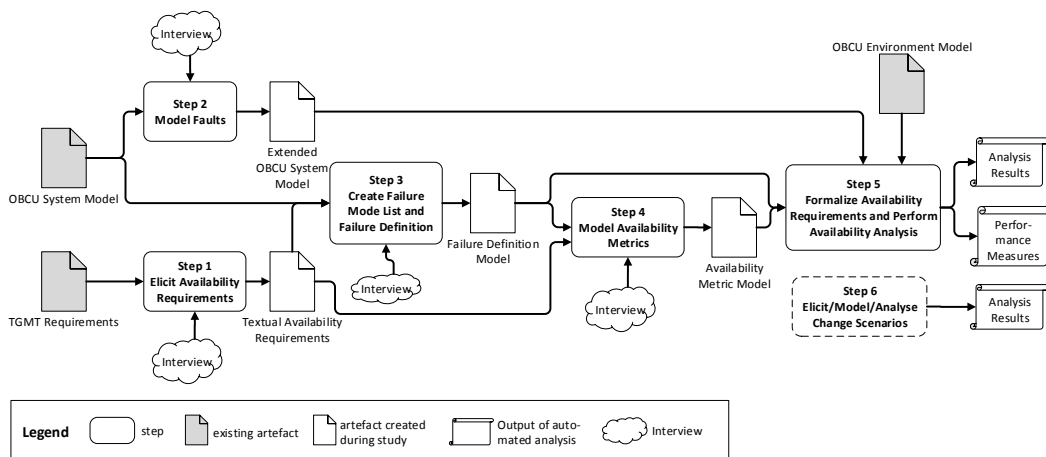 Interview
OBCU Environment Model
Step 2
Model Faults
Extended
OBCU System
Model
OBCU System Model
Step 3
Create Failure
Mode List and
Failure Definition
Failure Definition
Model
Interview
Step 4
Model Availability
Metrics
Interview
Availability
Metric Model
Step 5
Formalize Availability
Requirements and Perform
Availability Analysis
Analysis
Results
Perfor-
mance
Measures
Step 1
Elicit Availability
Requirements
TGMT Requirements
Interview
Textual Availability
Requirements
Step 6
Elicit/Model/Analyse
Change Scenarios
Analysis
Results
Legend
step
existing artefact
artefact created
during study
Output of auto-
mated analysis
Interview